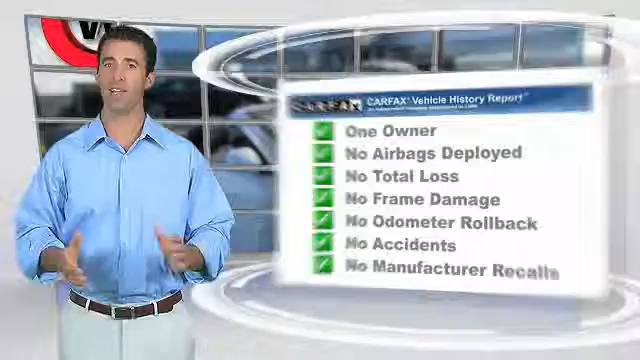 CARFAX
CARFAX Vehicle History Report
One Owner
No Airbags Deployed
No Total Loss
No Frame Damage
No Odometer Rollback
No Accidents
No Manufacturer Recalls